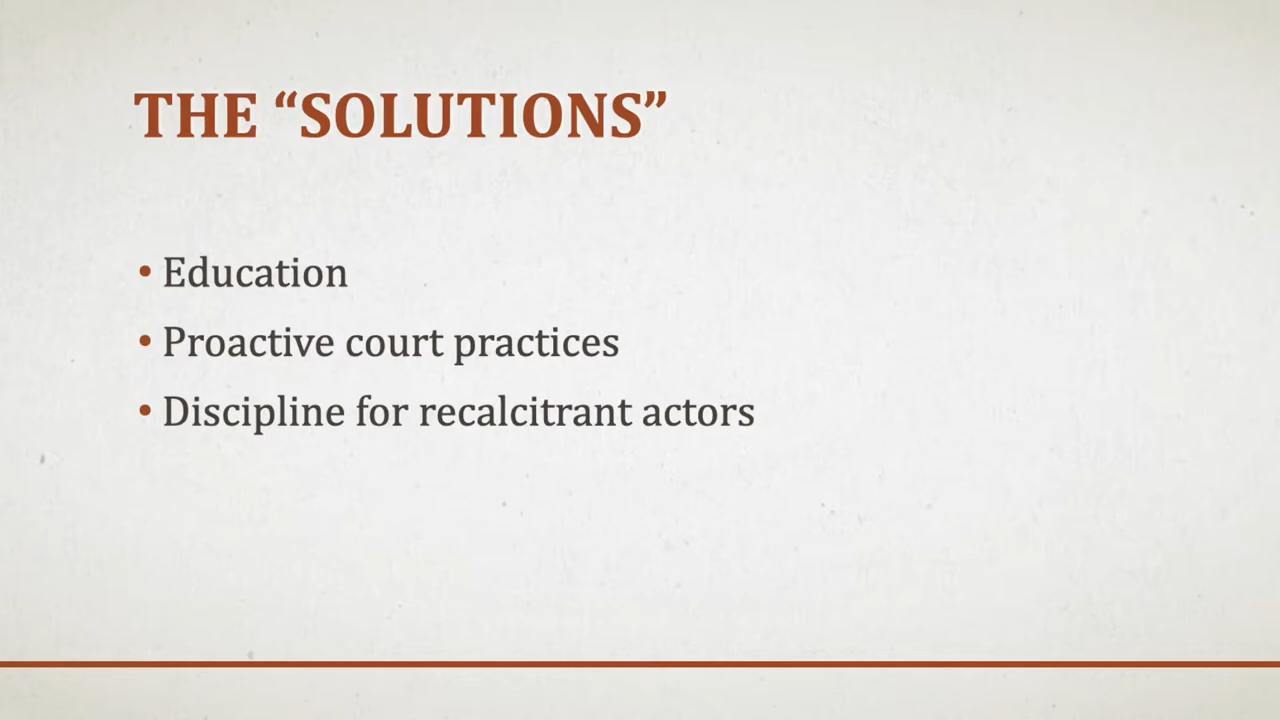 THE “SOLUTIONS”
• Education
• Proactive court practices
• Discipline for recalcitrant actors